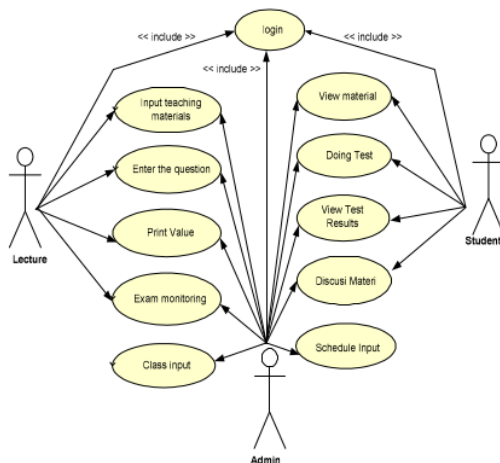 << include >>
login
<< include >>
<< include >>
Input teaching
materials
View material
Enter the question
Doing Test
Print Value
View Test
Results
Lecture
Student
Exam monitoring
Discusi Materi
Class input
Schedule Input
Admin